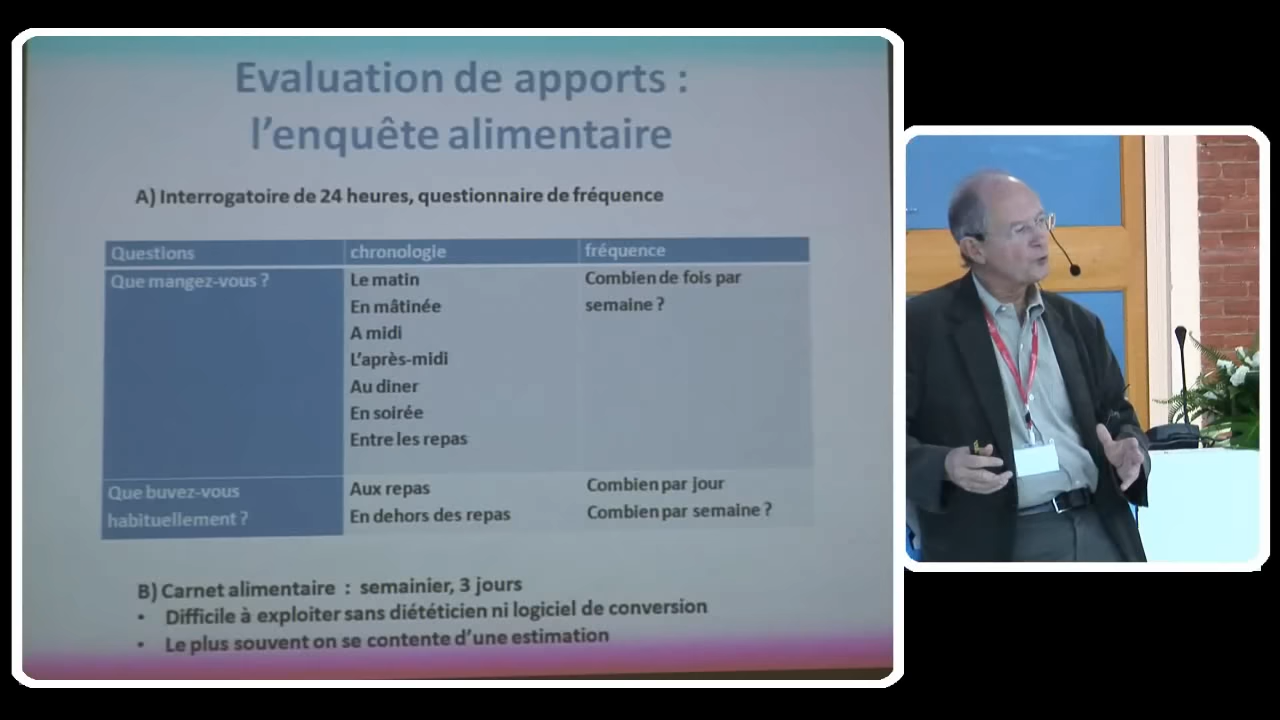 Evaluation de apports :
l'enquête alimentaire
A) Interrogatoire de 24 heures, questionnaire de fréquence
Questions chronologie fréquence
Que mangez-vous ? Le matin Combien de fois par
En mâtinée semaine ?
A midi
L'après-midi
Au diner
En soirée
Entre les repas
Que buvez-vous Aux repas Combien par jour
habituellement ? En dehors des repas Combien par semaine ?
B) Carnet alimentaire : semainier, 3 jours
• Difficile à exploiter sans diététicien ni logiciel de conversion
• Le plus souvent on se contente d'une estimation